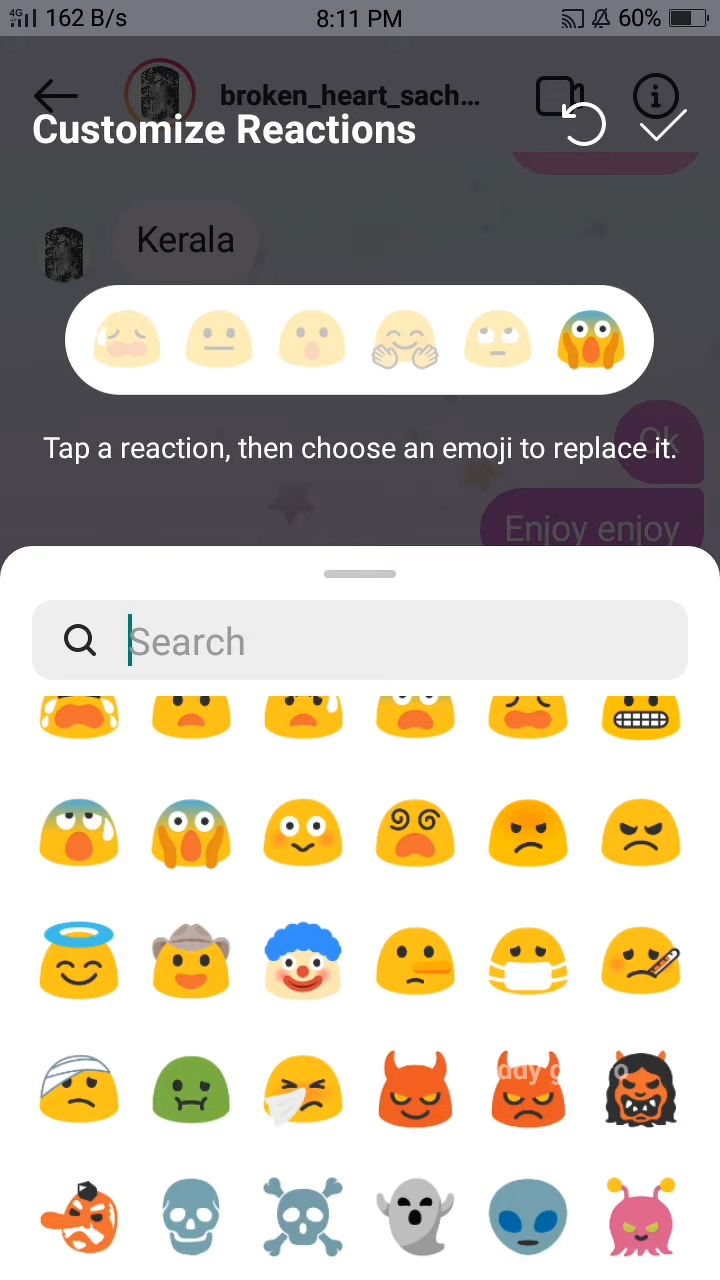 4G 162 B/s 8:11 PM 60%
broken_heart_sach...
Customize Reactions
Kerala
Ok
Tap a reaction, then choose an emoji to replace it.
Enjoy enjoy
Search